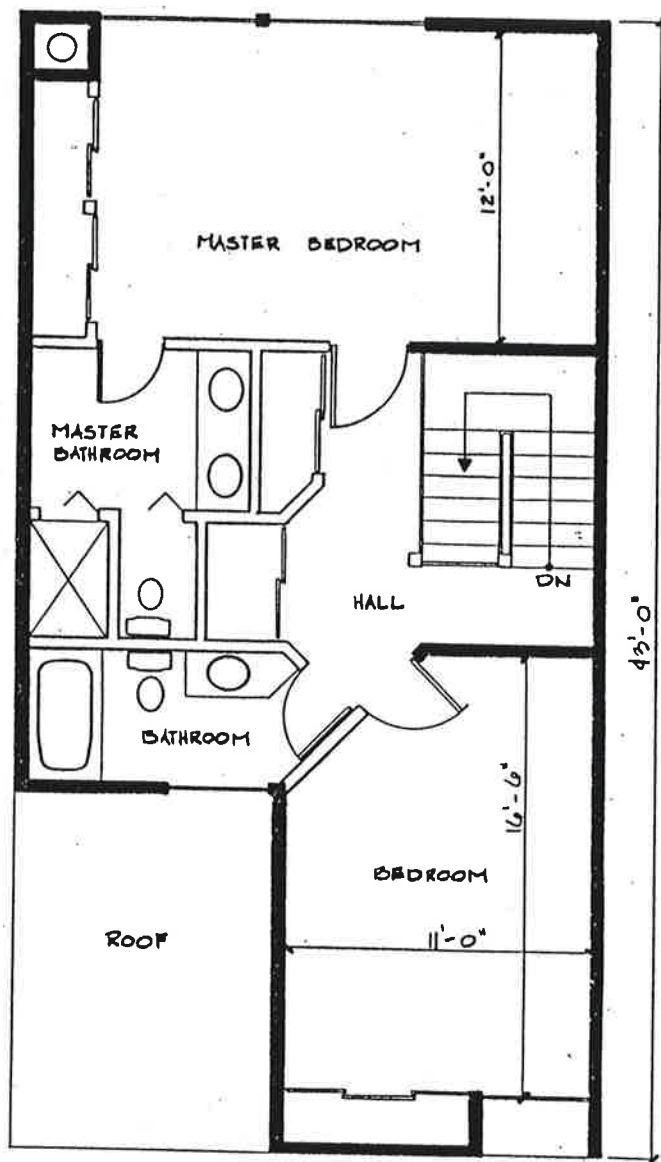 12'-0"
MASTER BEDROOM
MASTER
BATHROOM
DN
HALL
43'-0"
BATHROOM
16'-6"
BEDROOM
ROOF
11'-0"